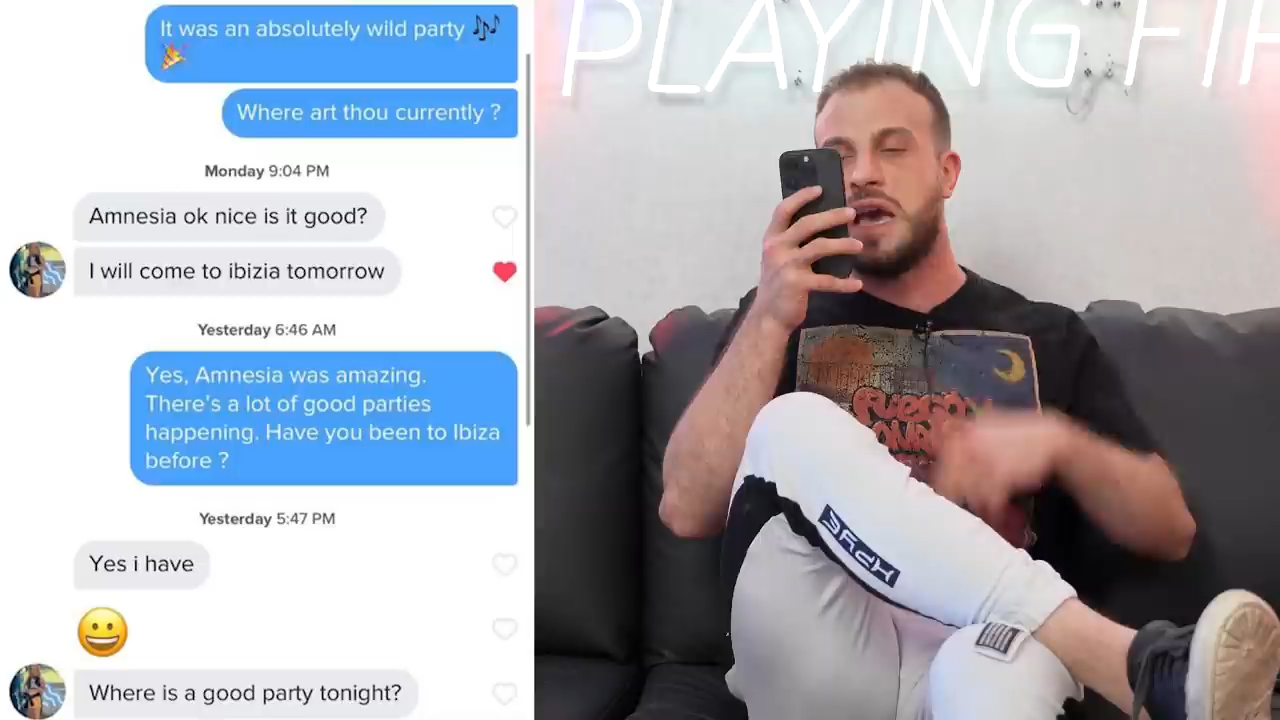 It was an absolutely wild party 🎶
🎉
Where art thou currently ?
Monday 9:04 PM
Amnesia ok nice is it good?
I will come to ibizia tomorrow
Yesterday 6:46 AM
Yes, Amnesia was amazing.
There's a lot of good parties
happening. Have you been to Ibiza
before ?
Yesterday 5:47 PM
Yes i have
😀
Where is a good party tonight?
PLAYING
HYPE